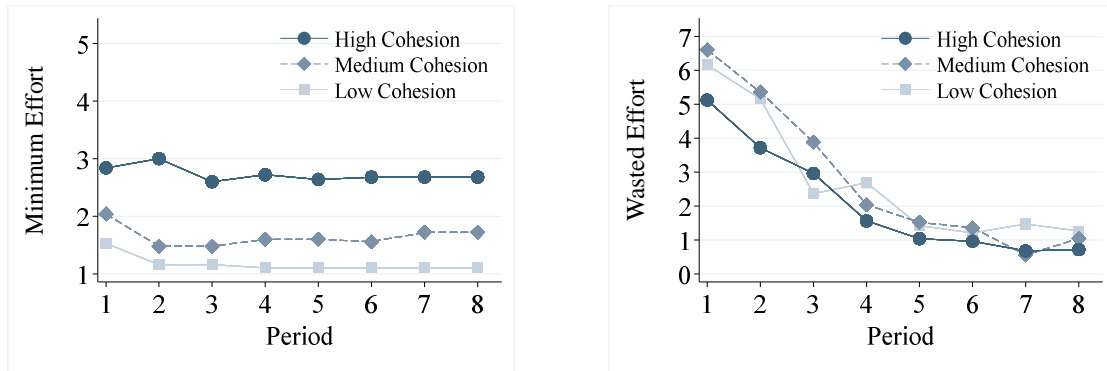 Minimum Effort
5
4
3
2
1
High Cohesion
Medium Cohesion
Low Cohesion
1 2 3 4 5 6 7 8
Period
Wasted Effort
7
6
5
4
3
2
1
0
High Cohesion
Medium Cohesion
Low Cohesion
1 2 3 4 5 6 7 8
Period